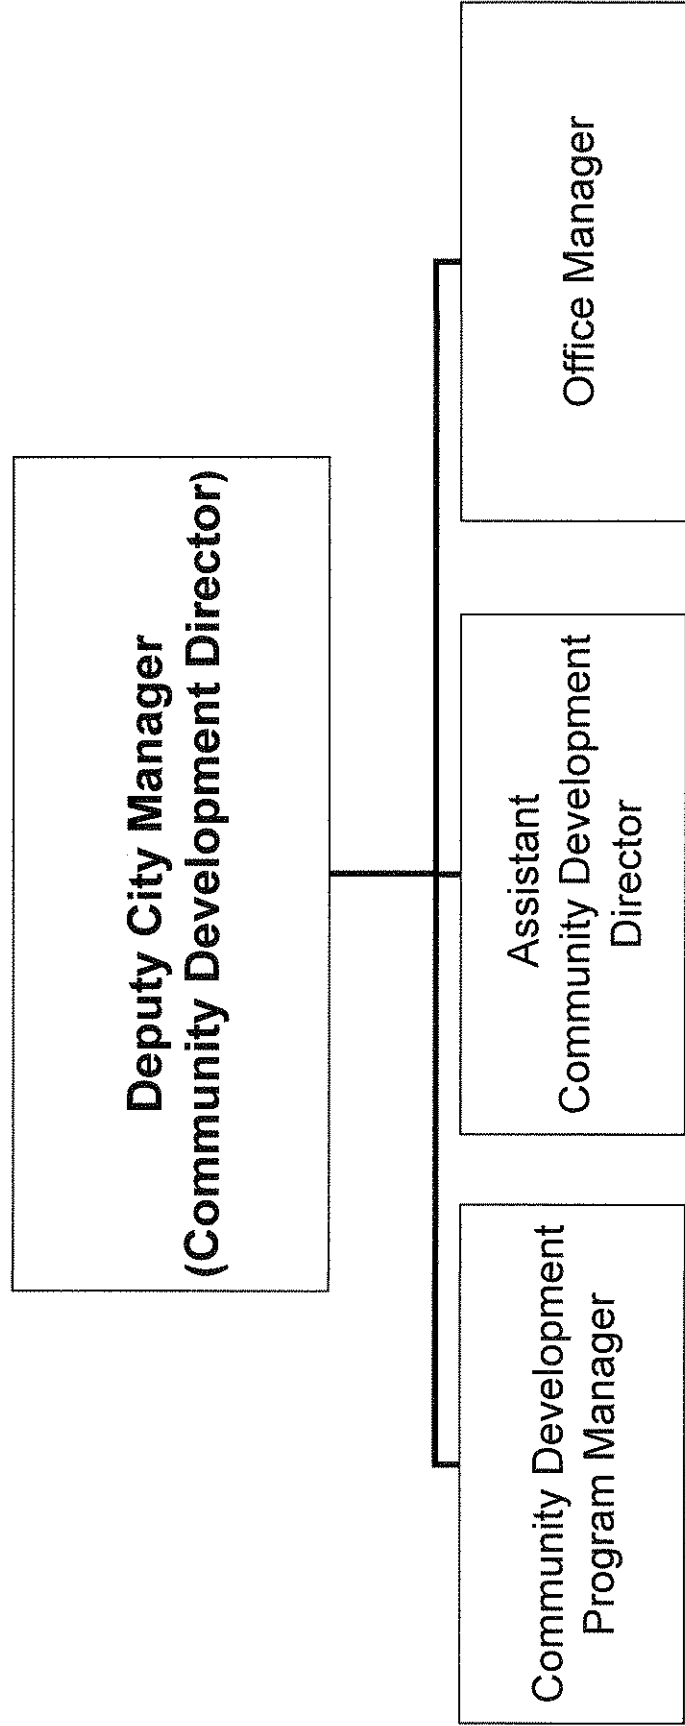 Deputy City Manager
(Community Development Director)
Community Development
Program Manager
Assistant
Community Development
Director
Office Manager